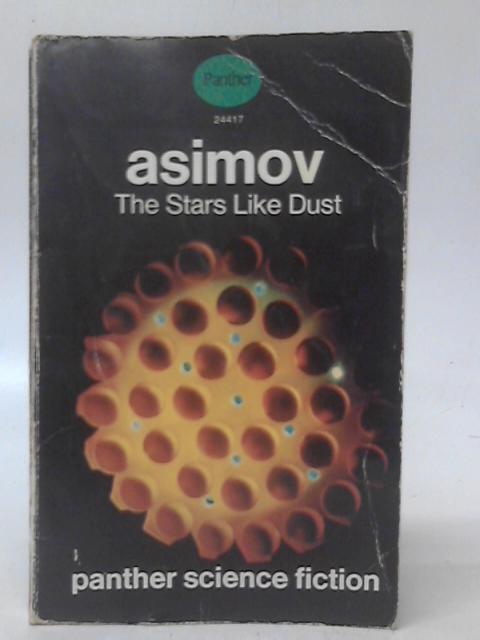 Panther
24417
asimov
The Stars Like Dust
panther science fiction